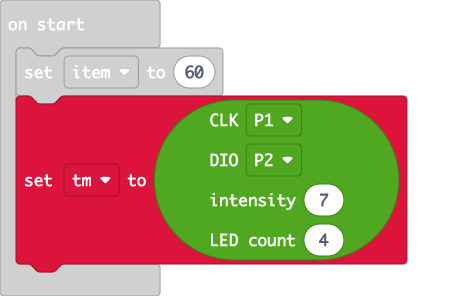 on start
set item to 60
CLK P1
DIO P2
set tm to
intensity 7
LED count 4